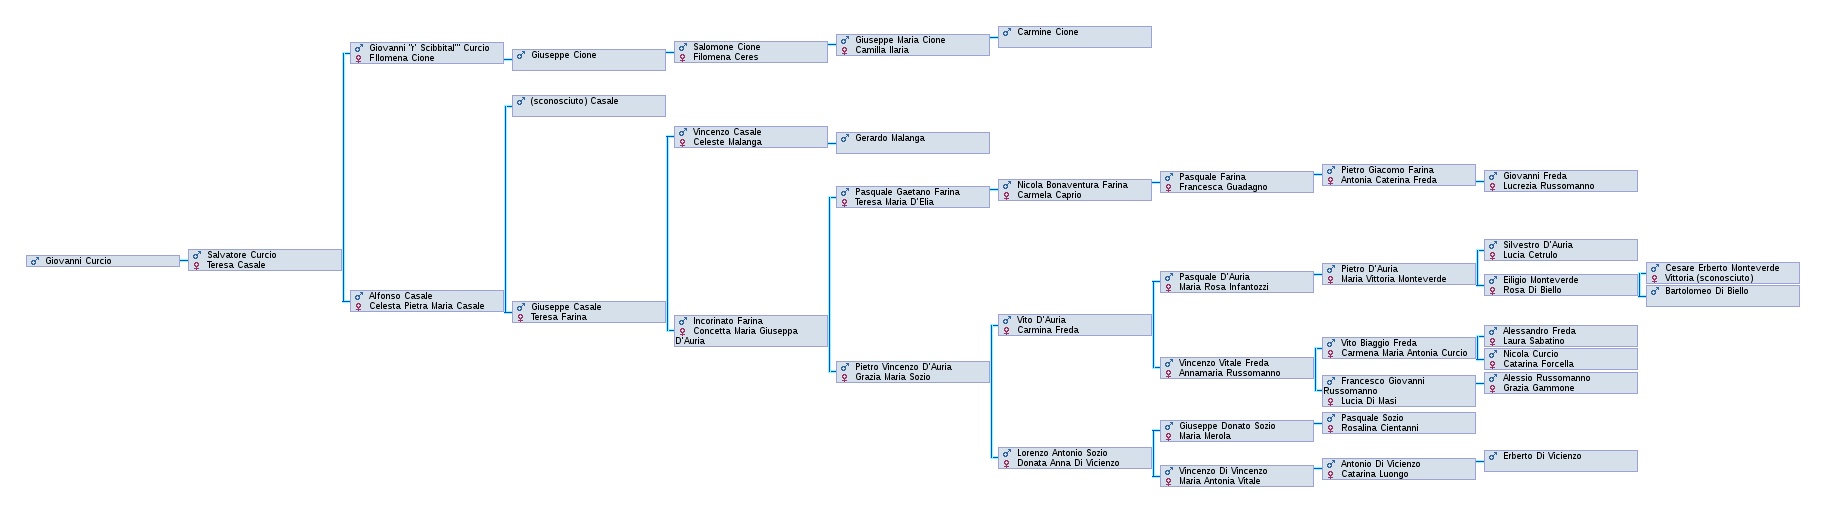 Giovanni Curcio
Salvatore Curcio
Teresa Casale
Giovanni "r' Scibbital'" Curcio
FIlomena Cione
Alfonso Casale
Celesta Pietra Maria Casale
Giuseppe Cione
(sconosciuto) Casale
Giuseppe Casale
Teresa Farina
Salomone Cione
Filomena Ceres
Vincenzo Casale
Celeste Malanga
Incorinato Farina
Concetta Maria Giuseppa
D'Auria
Giuseppe Maria Cione
Camilla Ilaria
Gerardo Malanga
Pasquale Gaetano Farina
Teresa Maria D'Elia
Pietro Vincenzo D'Auria
Grazia Maria Sozio
Carmine Cione
Nicola Bonaventura Farina
Carmela Caprio
Vito D'Auria
Carmina Freda
Lorenzo Antonio Sozio
Donata Anna Di Vicienzo
Pasquale Farina
Francesca Guadagno
Pasquale D'Auria
Maria Rosa Infantozzi
Vincenzo Vitale Freda
Annamaria Russomanno
Giuseppe Donato Sozio
Maria Merola
Vincenzo Di Vincenzo
Maria Antonia Vitale
Pietro Giacomo Farina
Antonia Caterina Freda
Pietro D'Auria
Maria Vittoria Monteverde
Vito Biaggio Freda
Carmena Maria Antonia Curcio
Francesco Giovanni
Russomanno
Lucia Di Masi
Pasquale Sozio
Rosalina Cientanni
Antonio Di Vicienzo
Catarina Luongo
Giovanni Freda
Lucrezia Russomanno
Silvestro D'Auria
Lucia Cetrulo
Eiligio Monteverde
Rosa Di Biello
Alessandro Freda
Laura Sabatino
Nicola Curcio
Catarina Forcella
Alessio Russomanno
Grazia Gammone
Erberto Di Vicienzo
Cesare Erberto Monteverde
Vittoria (sconosciuto)
Bartolomeo Di Biello